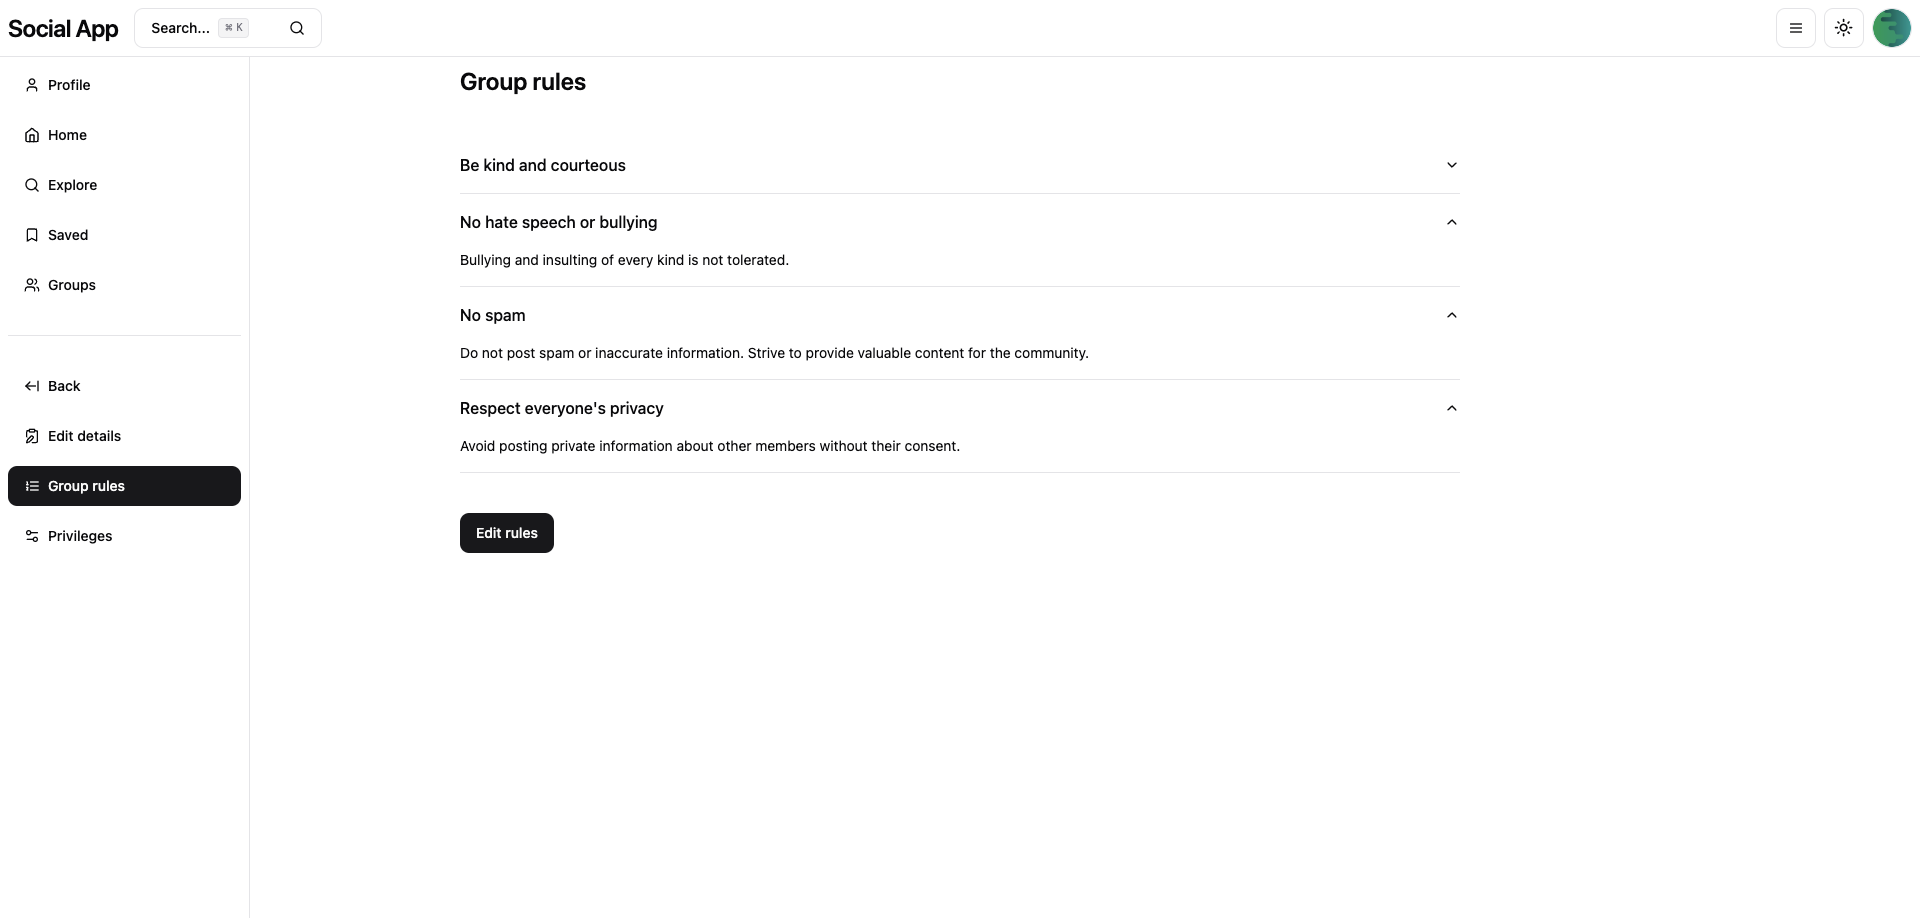 Social App
Search... ⌘ K
Profile
Home
Explore
Saved
Groups
Back
Edit details
Group rules
Privileges
Group rules
Be kind and courteous
No hate speech or bullying
Bullying and insulting of every kind is not tolerated.
No spam
Do not post spam or inaccurate information. Strive to provide valuable content for the community.
Respect everyone's privacy
Avoid posting private information about other members without their consent.
Edit rules